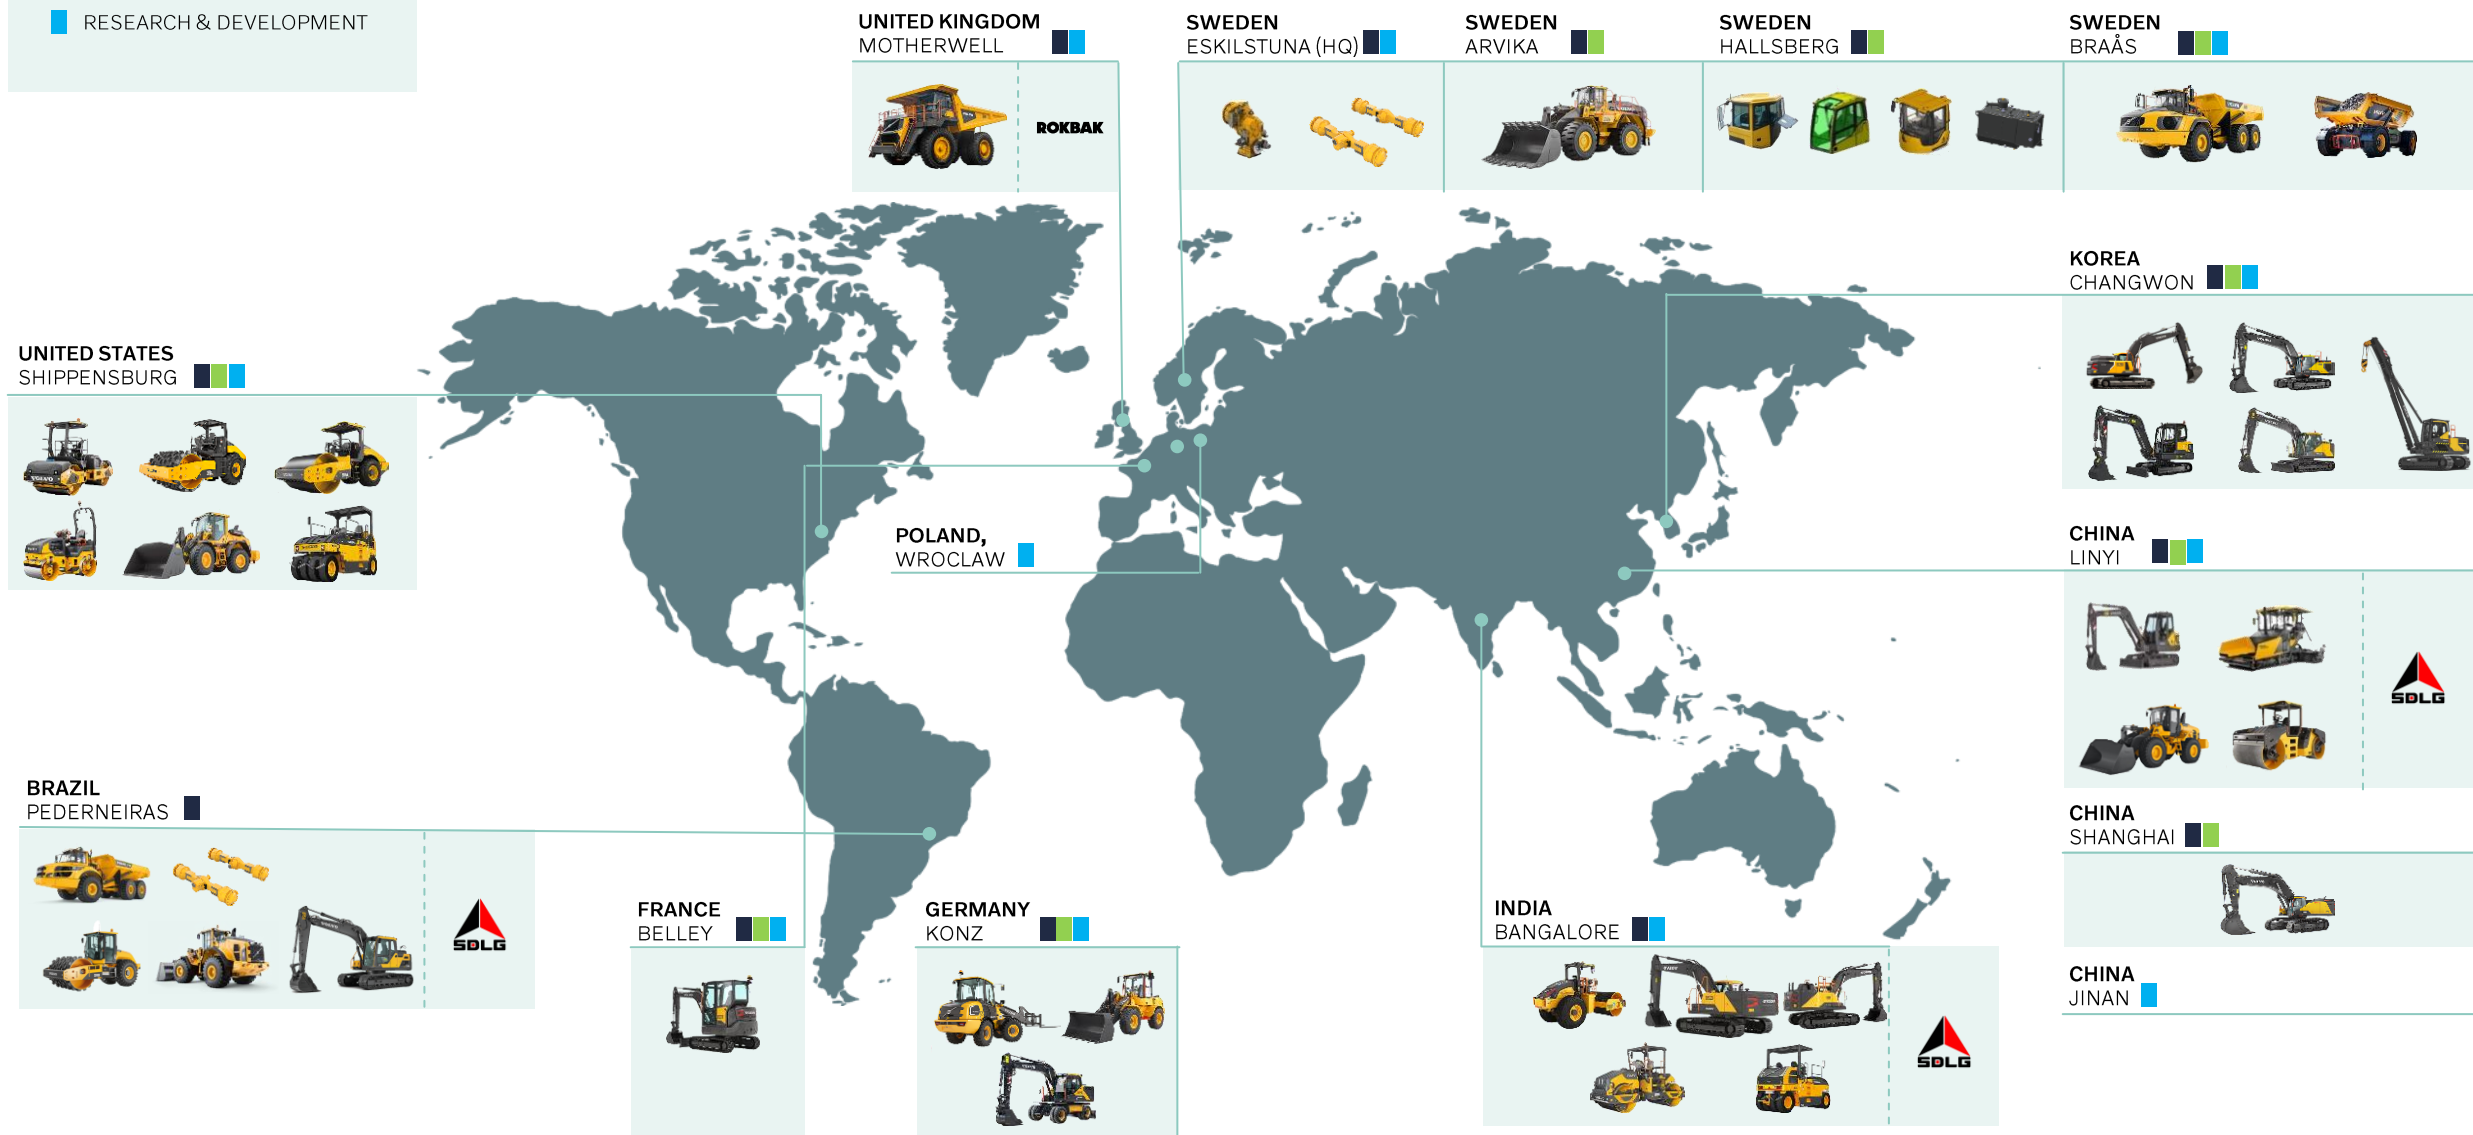 RESEARCH & DEVELOPMENT
UNITED KINGDOM
MOTHERWELL
ROKBAK
SWEDEN
ESKILSTUNA (HQ)
SWEDEN
ARVIKA
SWEDEN
HALLSBERG
SWEDEN
BRAÅS
KOREA
CHANGWON
UNITED STATES
SHIPPENSBURG
POLAND,
WROCLAW
CHINA
LINYI
SDLG
BRAZIL
PEDERNEIRAS
SDLG
CHINA
SHANGHAI
FRANCE
BELLEY
GERMANY
KONZ
INDIA
BANGALORE
SDLG
CHINA
JINAN